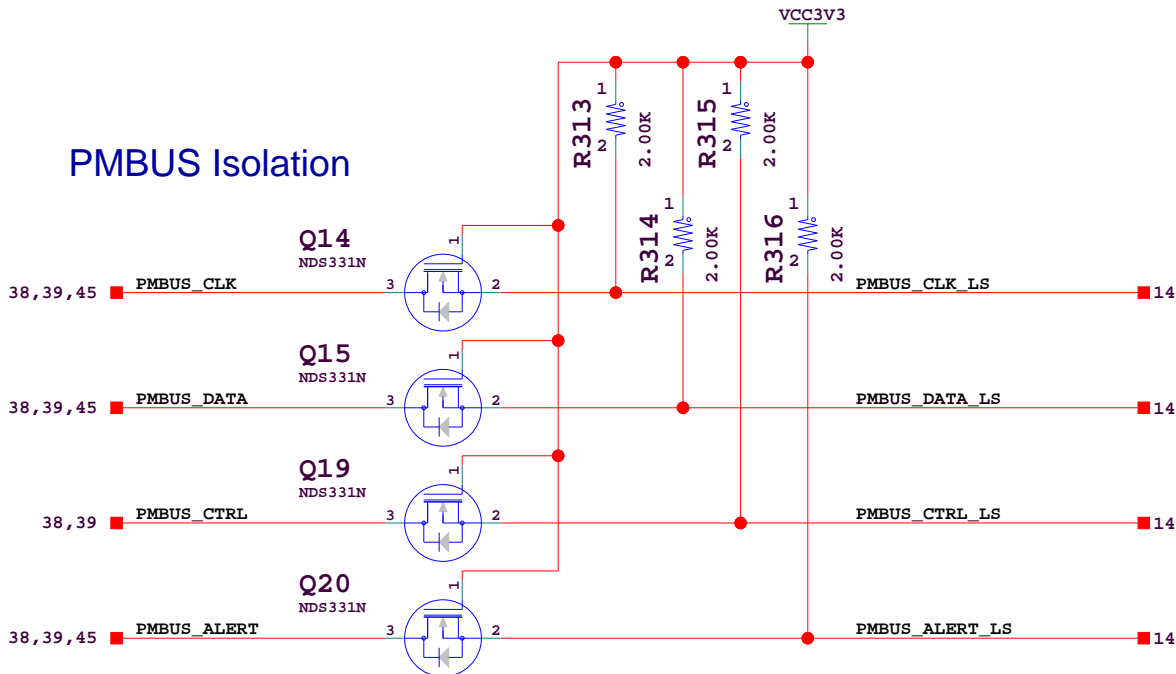 VCC3V3
PMBUS Isolation
1
R313
2
2.00K
1
R315
2
2.00K
1
R314
2
2.00K
1
R316
2
2.00K
Q14
NDS331N
1
38,39,45 PMBUS_CLK 3 2 PMBUS_CLK_LS 14
Q15
NDS331N
1
38,39,45 PMBUS_DATA 3 2 PMBUS_DATA_LS 14
Q19
NDS331N
1
38,39 PMBUS_CTRL 3 2 PMBUS_CTRL_LS 14
Q20
NDS331N
1
38,39,45 PMBUS_ALERT 3 2 PMBUS_ALERT_LS 14